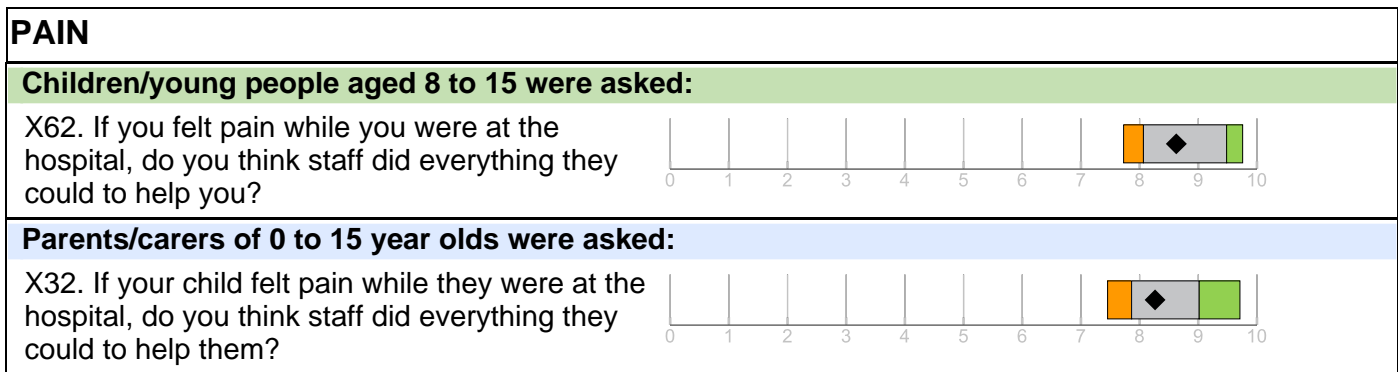 PAIN
Children/young people aged 8 to 15 were asked:
X62. If you felt pain while you were at the
hospital, do you think staff did everything they
could to help you?
0 1 2 3 4 5 6 7 8 9 10
Parents/carers of 0 to 15 year olds were asked:
X32. If your child felt pain while they were at the
hospital, do you think staff did everything they
could to help them?
0 1 2 3 4 5 6 7 8 9 10